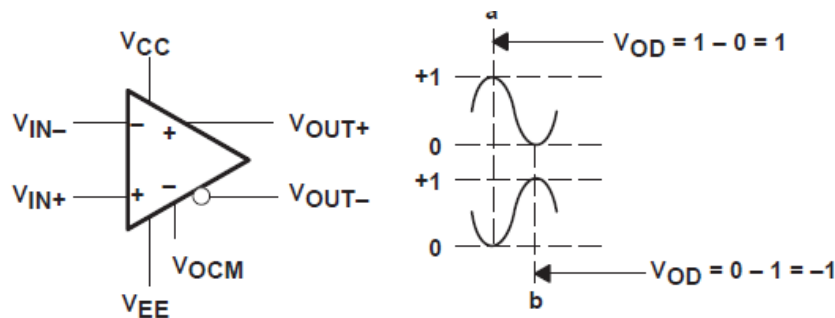 VCC
VIN–
VIN+
– +
+ –
VOUT+
VOUT–
VOCM
VEE
a
VOD = 1 – 0 = 1
+1
0
+1
0
VOD = 0 – 1 = –1
b